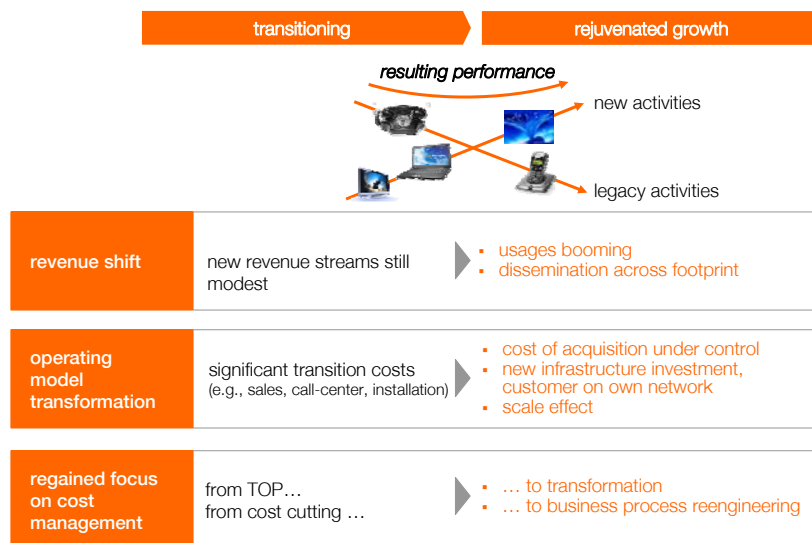 transitioning
rejuvenated growth
resulting performance
new activities
legacy activities
revenue shift
new revenue streams still
modest
▪ usages booming
▪ dissemination across footprint
operating
model
transformation
significant transition costs
(e.g., sales, call-center, installation)
▪ cost of acquisition under control
▪ new infrastructure investment,
customer on own network
▪ scale effect
regained focus
on cost
management
from TOP…
from cost cutting …
▪ … to transformation
▪ … to business process reengineering